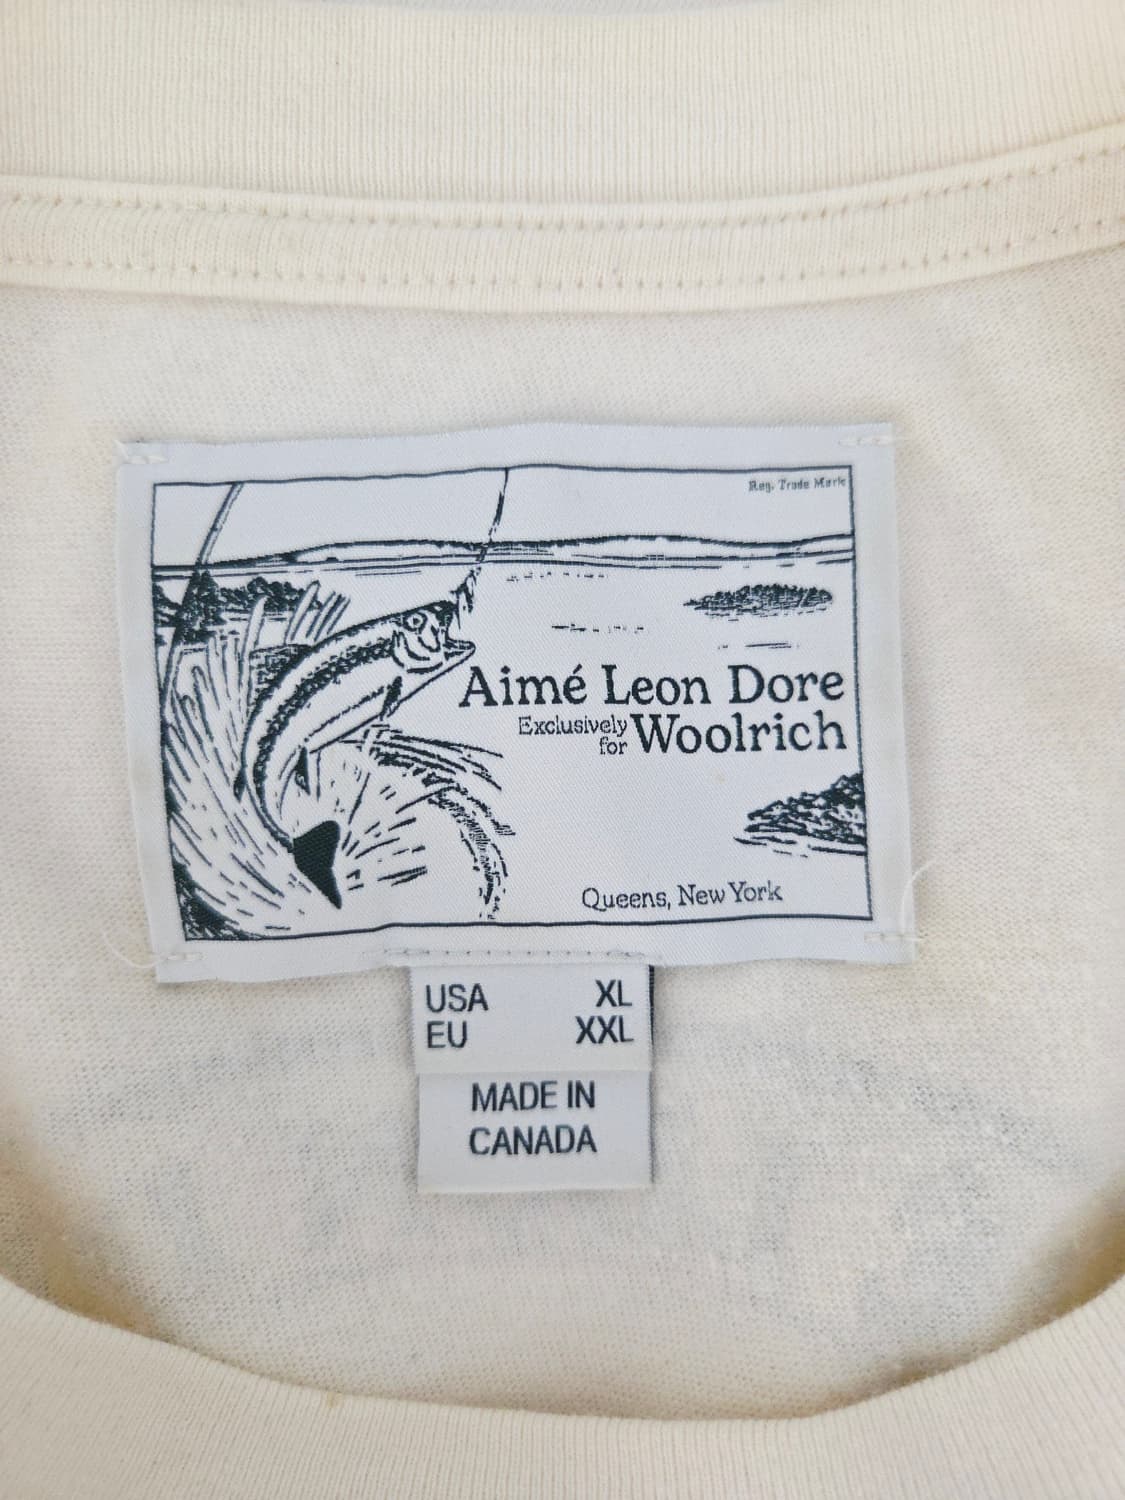 Reg. Trade Mark
Aimé Leon Dore
Exclusively for Woolrich
Queens, New York
USA XL
EU XXL
MADE IN
CANADA